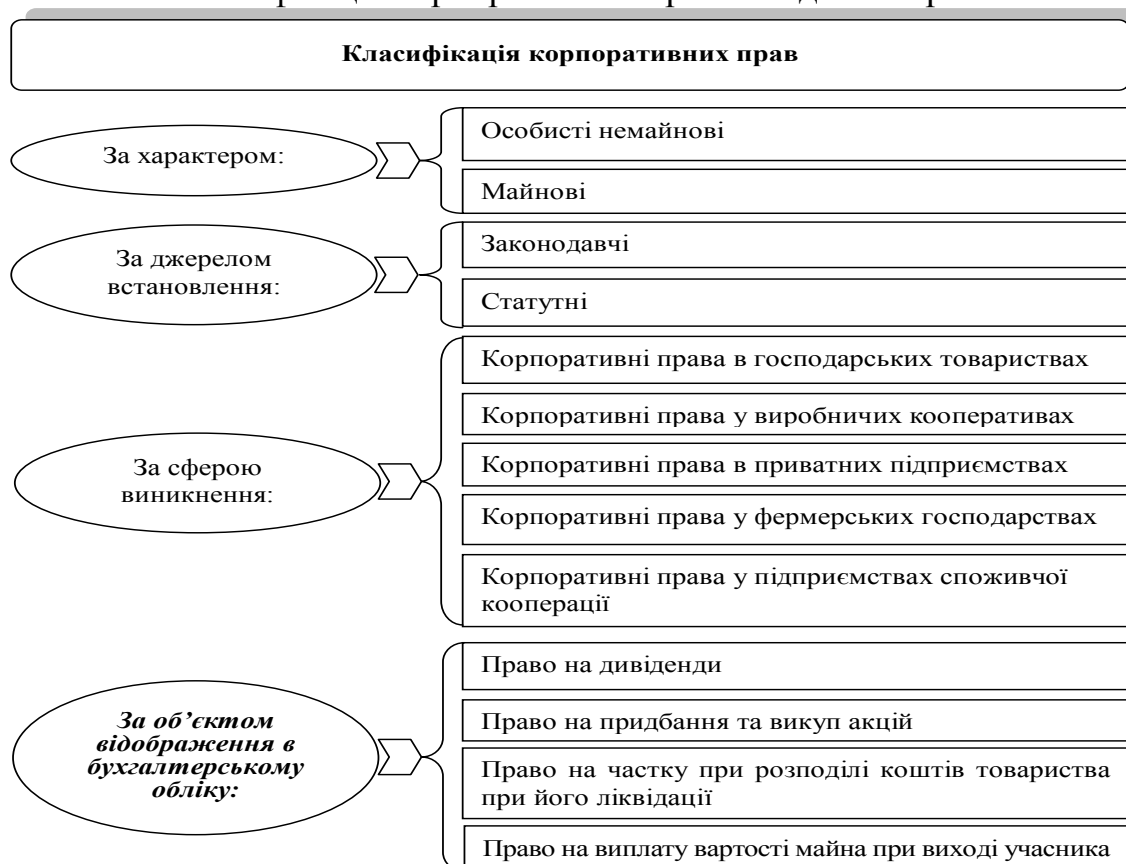 Класифікація корпоративних прав
За характером:
Особисті немайнові
Майнові
За джерелом
встановлення:
Законодавчі
Статутні
За сферою
виникнення:
Корпоративні права в господарських товариствах
Корпоративні права у виробничих кооперативах
Корпоративні права в приватних підприємствах
Корпоративні права у фермерських господарствах
Корпоративні права у підприємствах споживчої
кооперації
За об’єктом
відображення в
бухгалтерському
обліку:
Право на дивіденди
Право на придбання та викуп акцій
Право на частку при розподілі коштів товариства
при його ліквідації
Право на виплату вартості майна при виході учасника